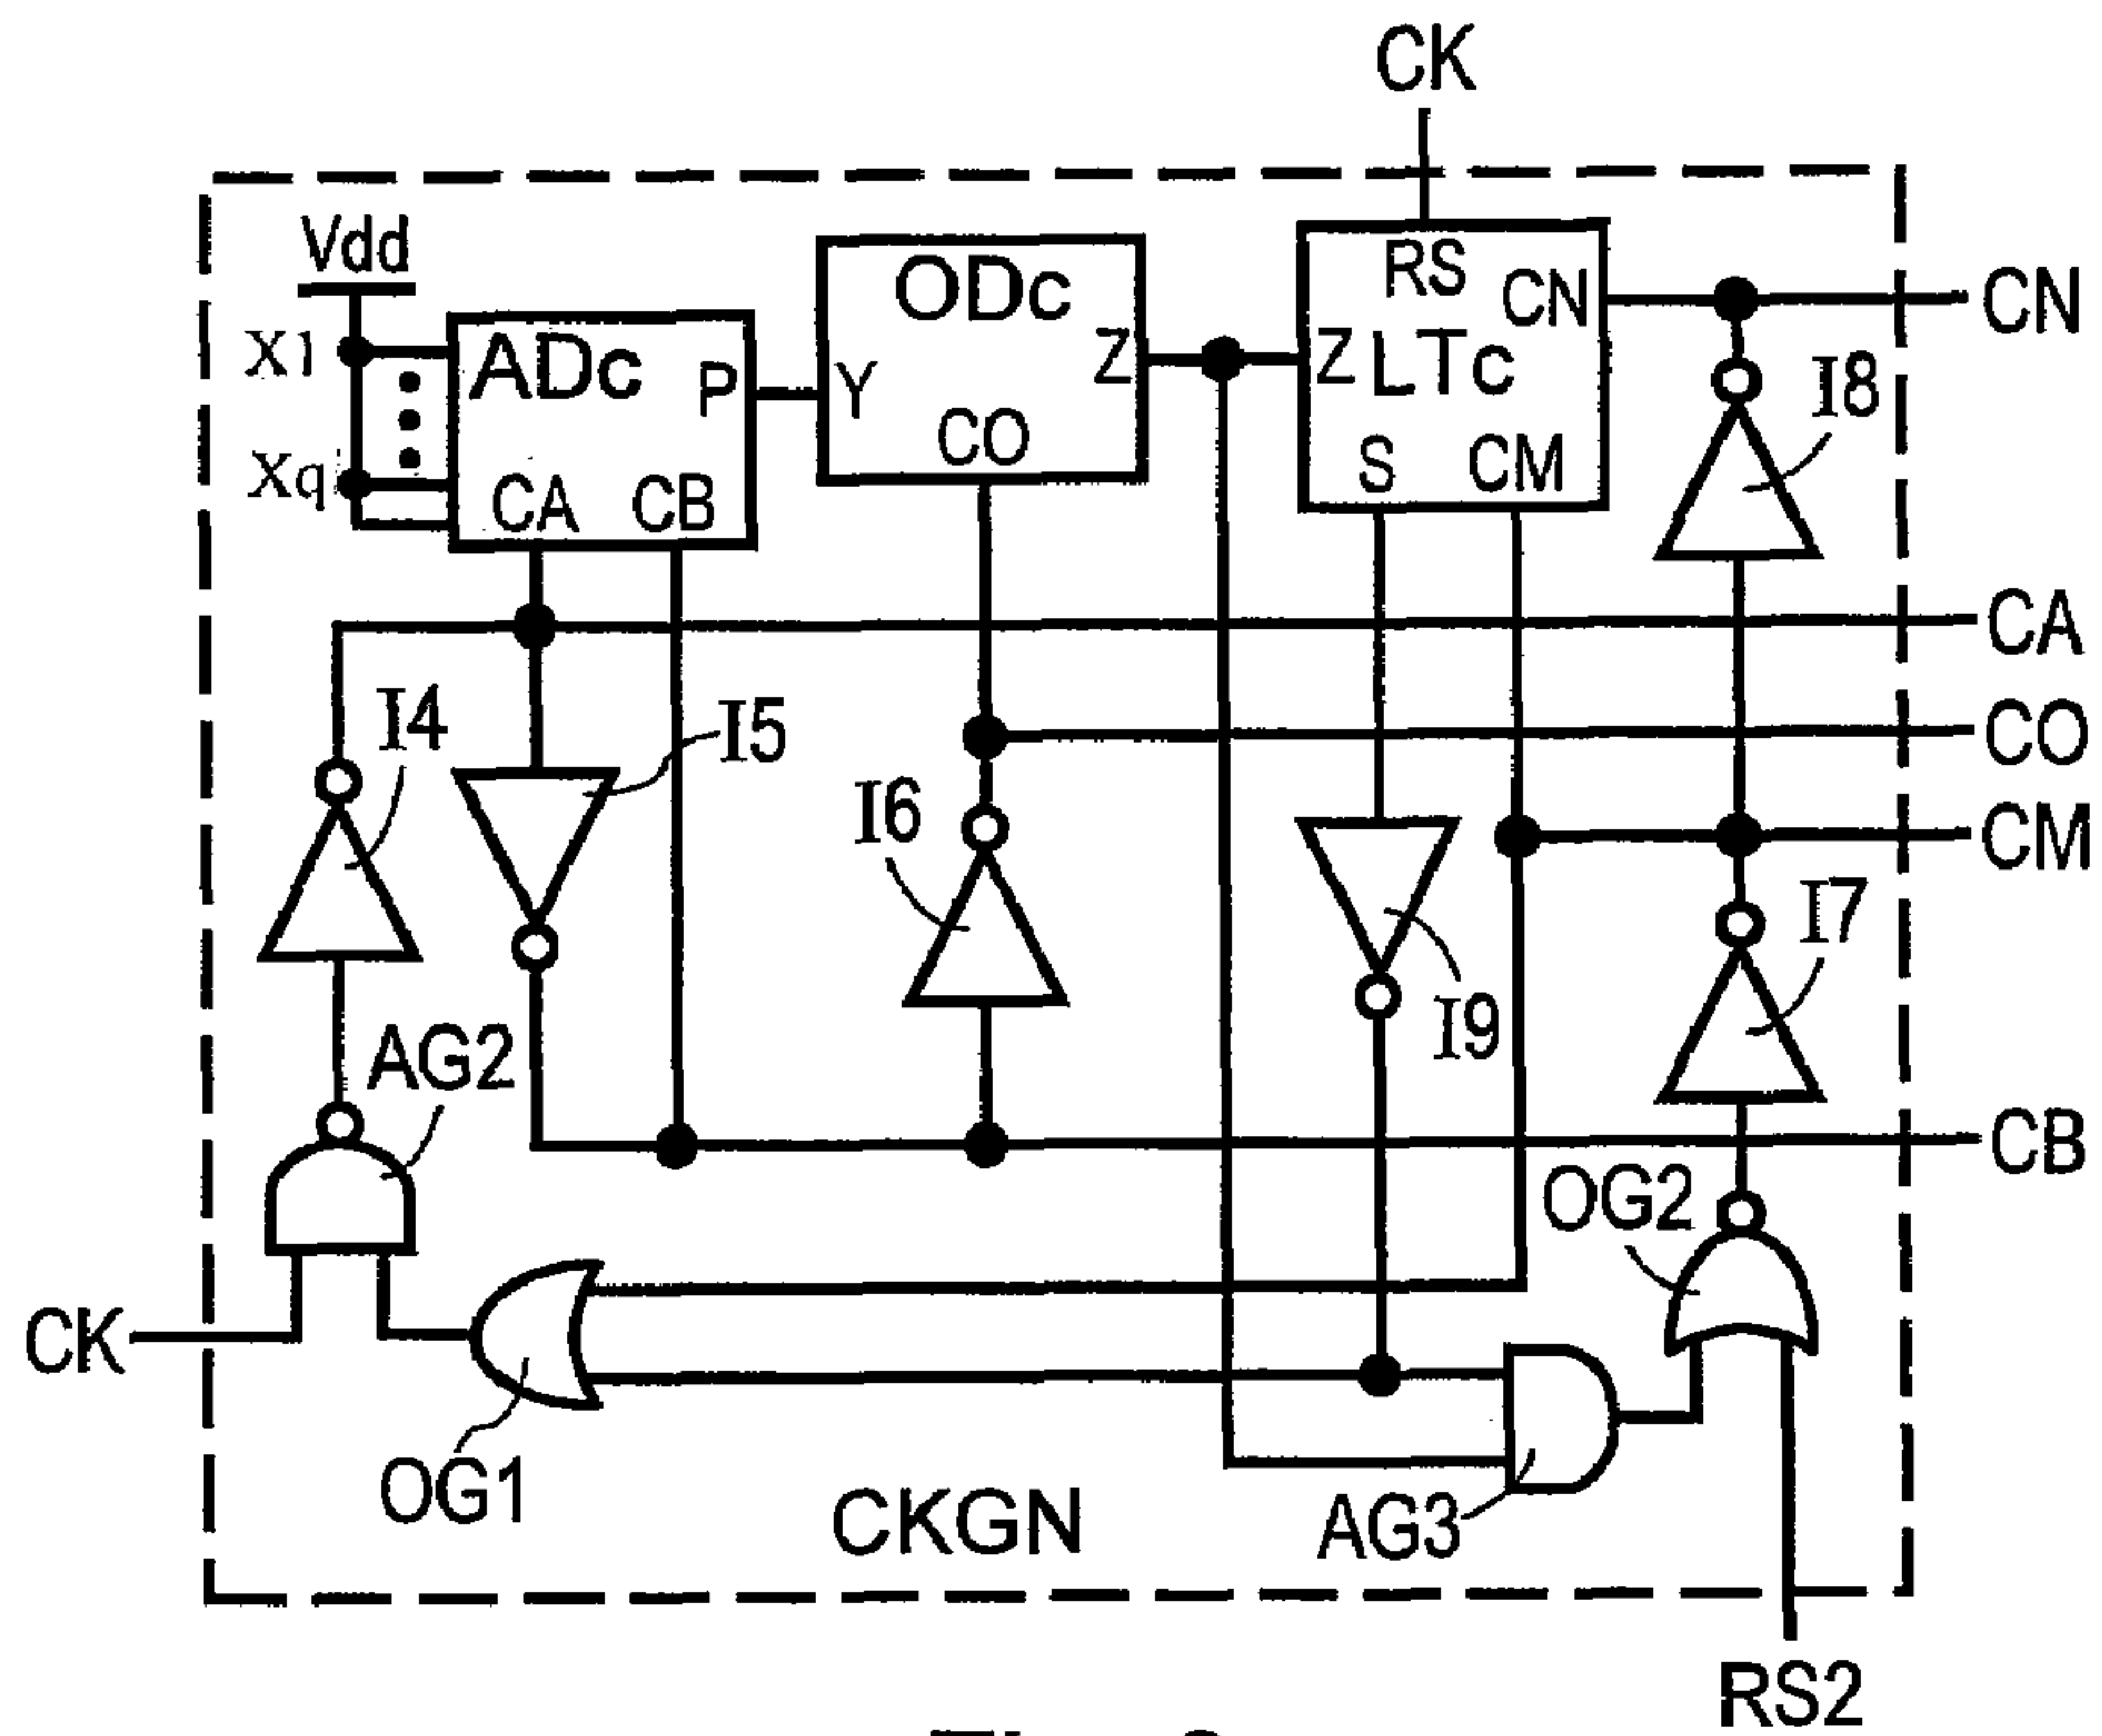 CK
Vdd
X1
Xq
ADc
P
CA
CB
ODc
Y
Z
CO
RS
CN
Z
LTc
S
CM
CN
I8
CA
CO
CM
I4
I5
I6
I9
I7
AG2
CB
OG2
CK
OG1
CKGN
AG3
RS2